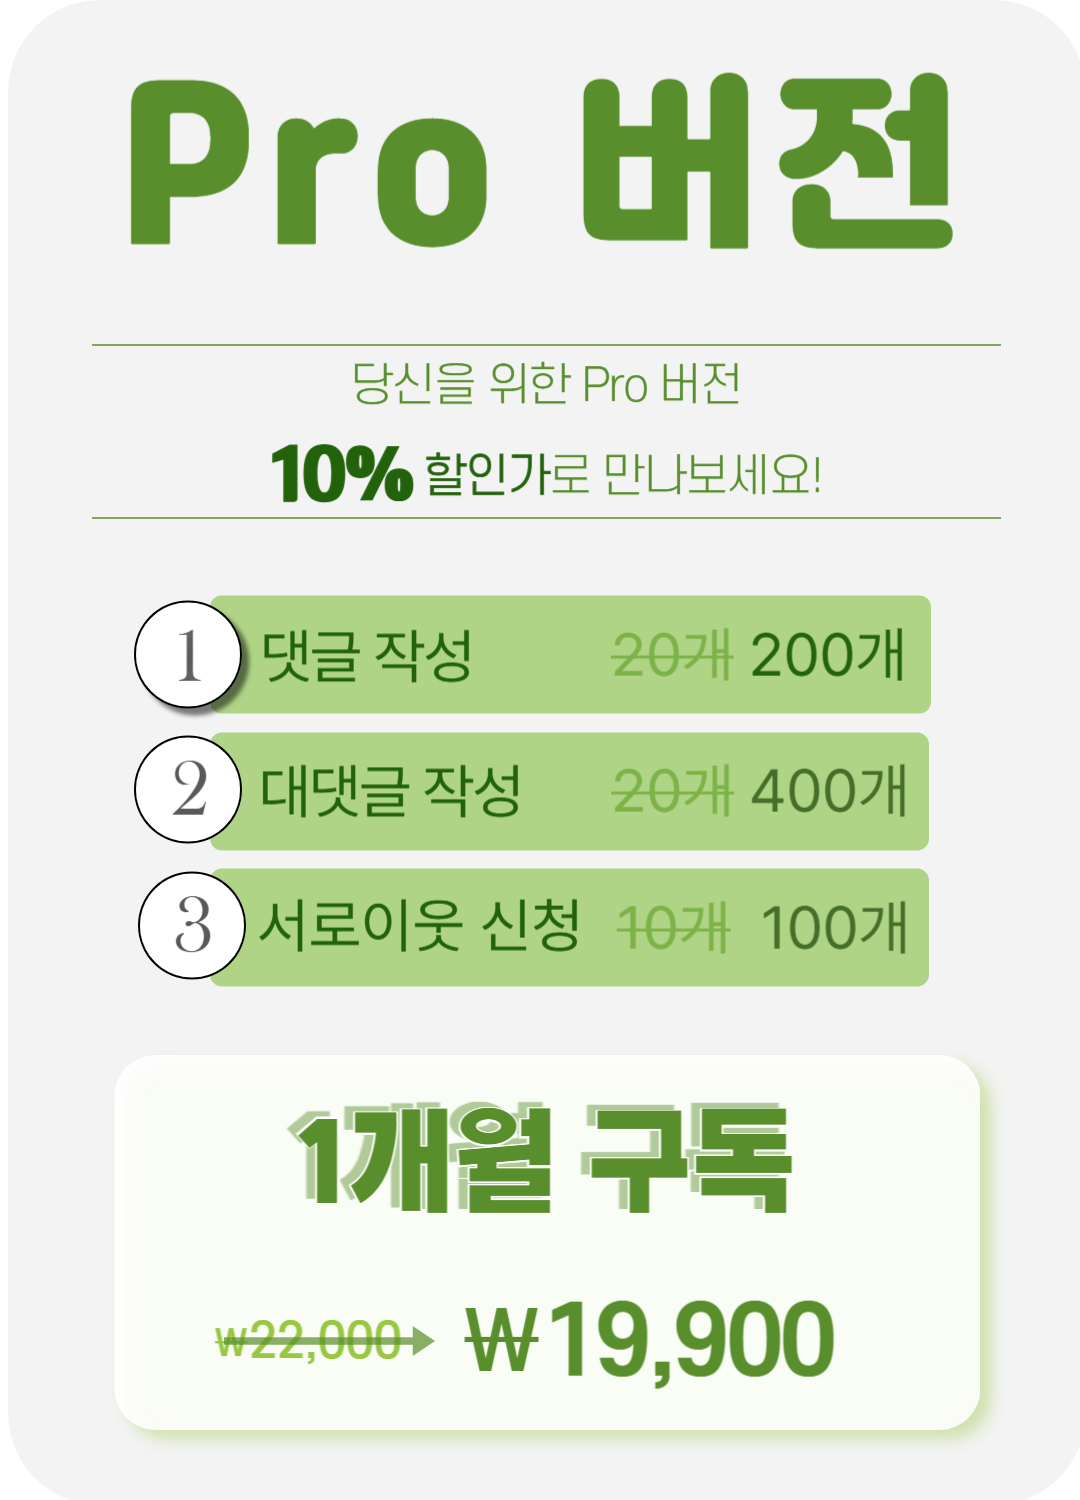 Pro 버전
당신을 위한 Pro 버전
10% 할인가로 만나보세요!
1 댓글 작성 20개 200개
2 대댓글 작성 20개 400개
3 서로이웃 신청 10개 100개
1개월 구독
₩22,000 ₩19,900